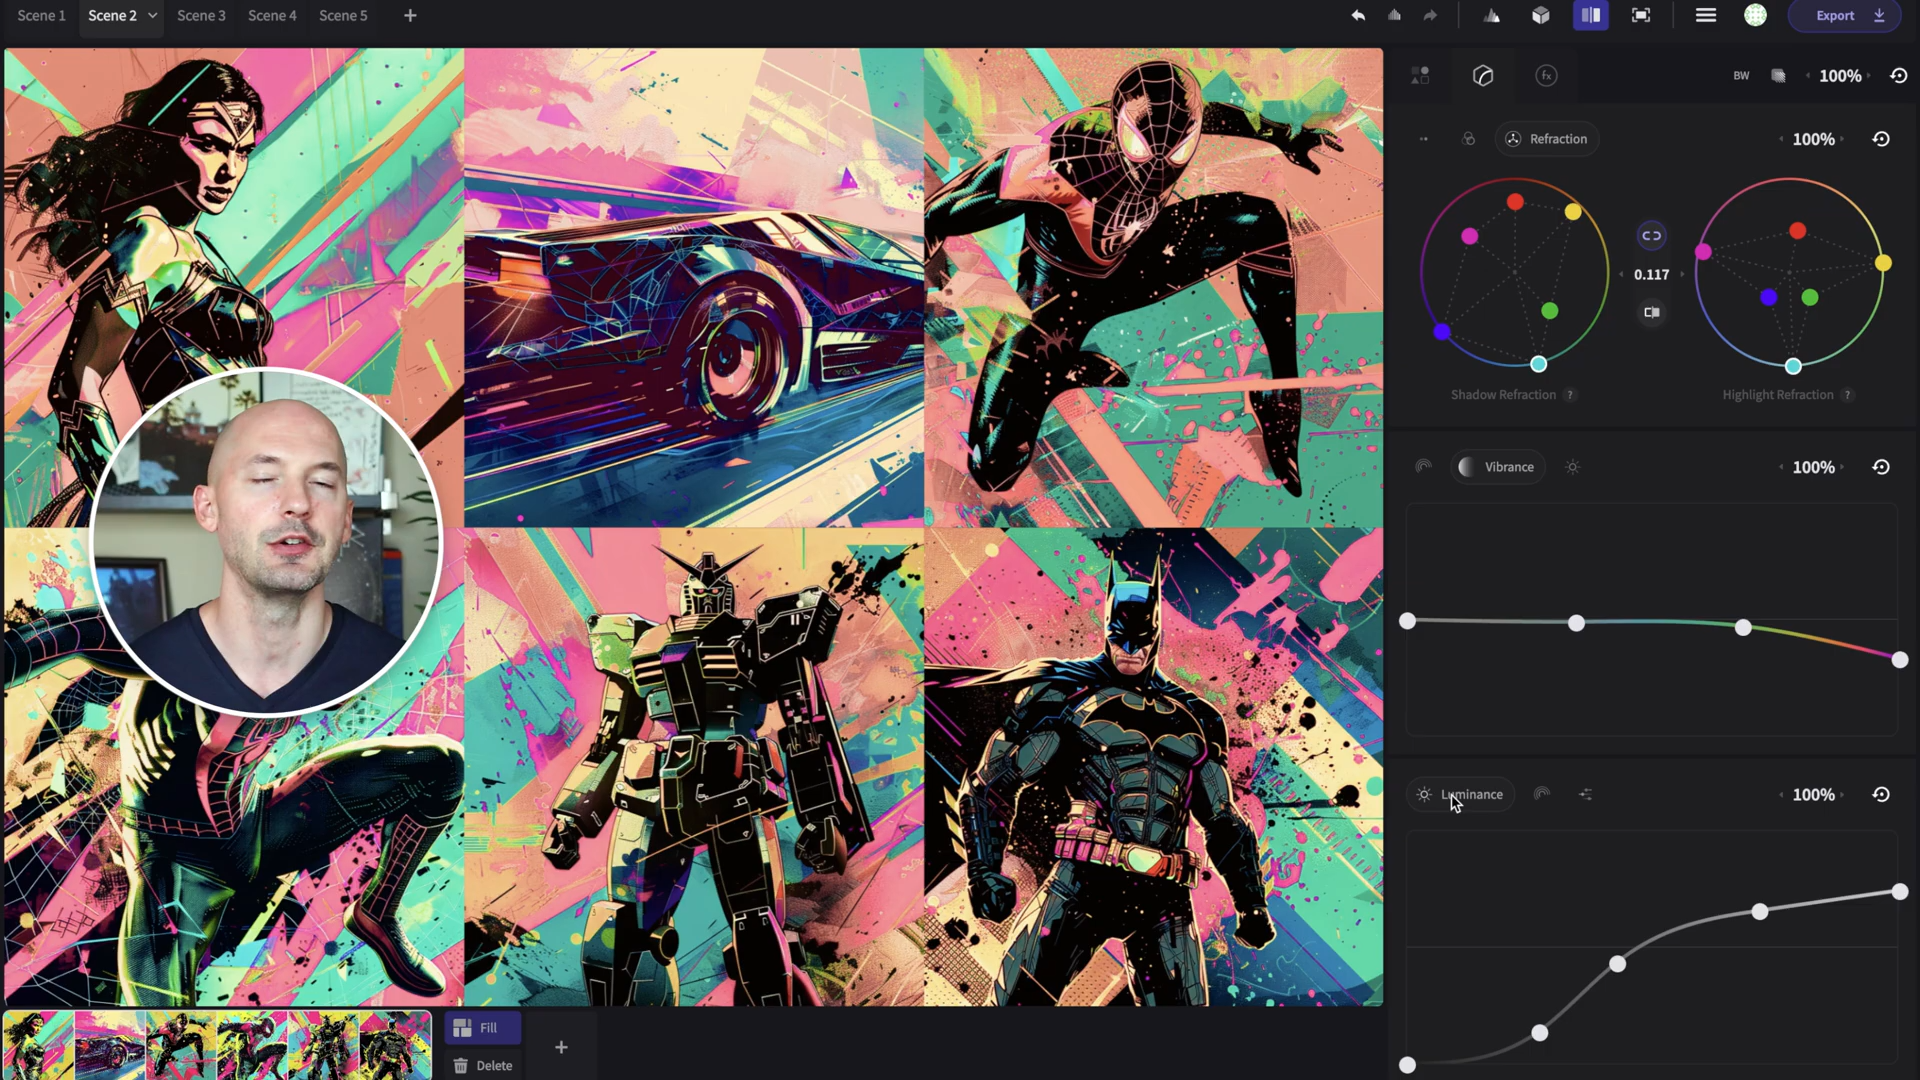 Scene 1
Scene 2
Scene 3
Scene 4
Scene 5
+
Export
fx
BW
100%
Refraction
100%
0.117
Shadow Refraction ?
Highlight Refraction ?
Vibrance
100%
Luminance
100%
Fill
Delete
+